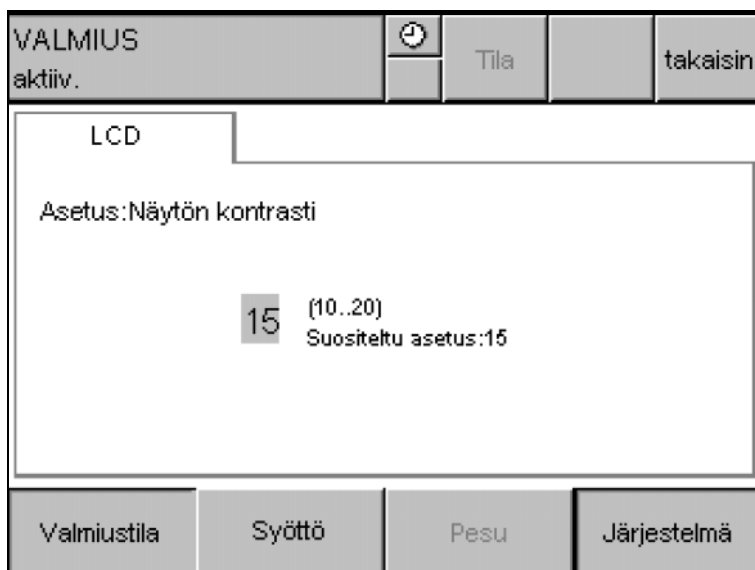 VALMIUS
aktiiv.
Tila
takaisin
LCD
Asetus:Näytön kontrasti
15
(10..20)
Suositeltu asetus:15
Valmiustila
Syöttö
Pesu
Järjestelmä